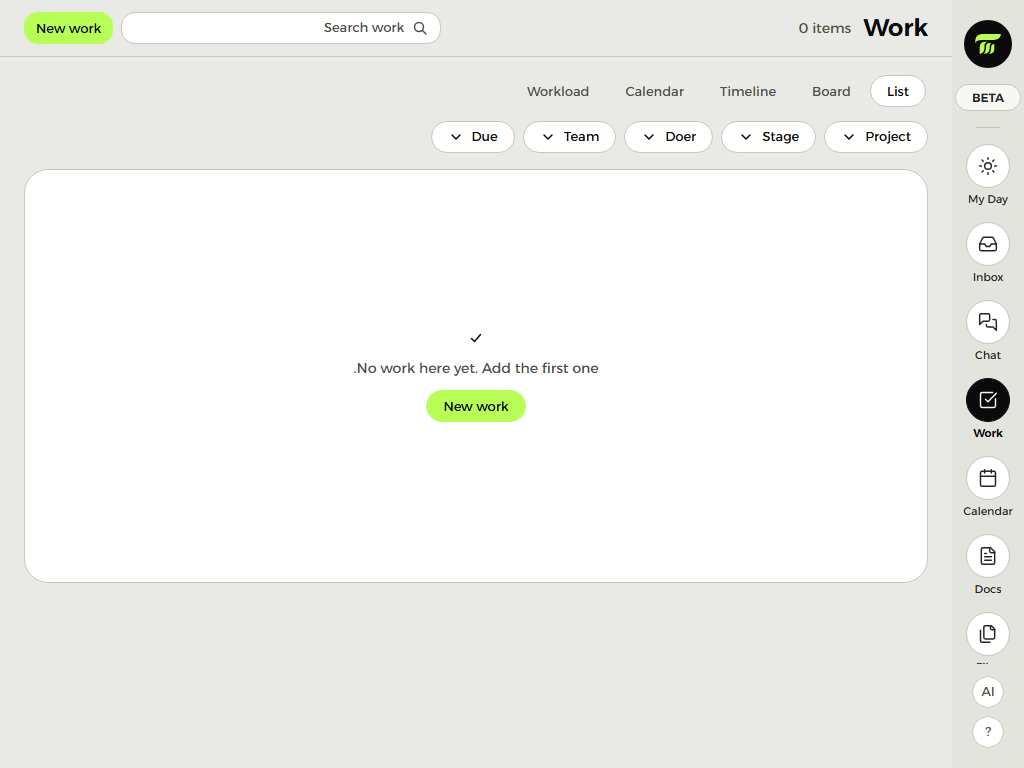 Work
0 items
Search work
New work
List
Board
Timeline
Calendar
Workload
Project
Stage
Doer
Team
Due
.No work here yet. Add the first one
New work
BETA
My Day
Inbox
Chat
Work
Calendar
Docs
AI
?